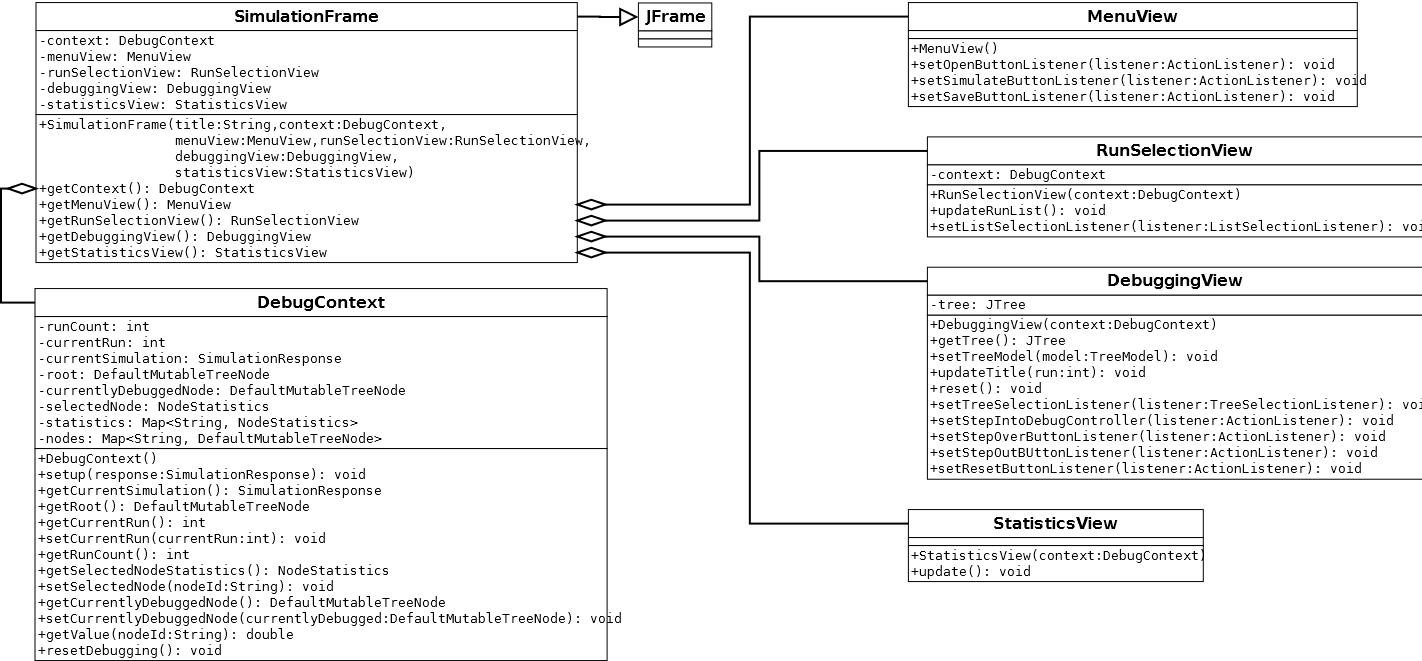 SimulationFrame
-context: DebugContext
-menuView: MenuView
-runSelectionView: RunSelectionView
-debuggingView: DebuggingView
-statisticsView: StatisticsView
+SimulationFrame(title:String,context:DebugContext,
menuView:MenuView,runSelectionView:RunSelectionView,
debuggingView:DebuggingView,
statisticsView:StatisticsView)
+getContext(): DebugContext
+getMenuView(): MenuView
+getRunSelectionView(): RunSelectionView
+getDebuggingView(): DebuggingView
+getStatisticsView(): StatisticsView
JFrame
MenuView
+MenuView()
+setOpenButtonListener(listener:ActionListener): void
+setSimulateButtonListener(listener:ActionListener): void
+setSaveButtonListener(listener:ActionListener): void
RunSelectionView
-context: DebugContext
+RunSelectionView(context:DebugContext)
+updateRunList(): void
+setListSelectionListener(listener:ListSelectionListener): voi
DebugContext
-runCount: int
-currentRun: int
-currentSimulation: SimulationResponse
-root: DefaultMutableTreeNode
-currentlyDebuggedNode: DefaultMutableTreeNode
-selectedNode: NodeStatistics
-statistics: Map<String, NodeStatistics>
-nodes: Map<String, DefaultMutableTreeNode>
+DebugContext()
+setup(response:SimulationResponse): void
+getCurrentSimulation(): SimulationResponse
+getRoot(): DefaultMutableTreeNode
+getCurrentRun(): int
+setCurrentRun(currentRun:int): void
+getRunCount(): int
+getSelectedNodeStatistics(): NodeStatistics
+setSelectedNode(nodeId:String): void
+getCurrentlyDebuggedNode(): DefaultMutableTreeNode
+setCurrentlyDebuggedNode(currentlyDebugged:DefaultMutableTreeNode): void
+getValue(nodeId:String): double
+resetDebugging(): void
DebuggingView
-tree: JTree
+DebuggingView(context:DebugContext)
+getTree(): JTree
+setTreeModel(model:TreeModel): void
+updateTitle(run:int): void
+reset(): void
+setTreeSelectionListener(listener:TreeSelectionListener): voi
+setStepIntoDebugController(listener:ActionListener): void
+setStepOverButtonListener(listener:ActionListener): void
+setStepOutBUttonListener(listener:ActionListener): void
+setResetButtonListener(listener:ActionListener): void
StatisticsView
+StatisticsView(context:DebugContext)
+update(): void